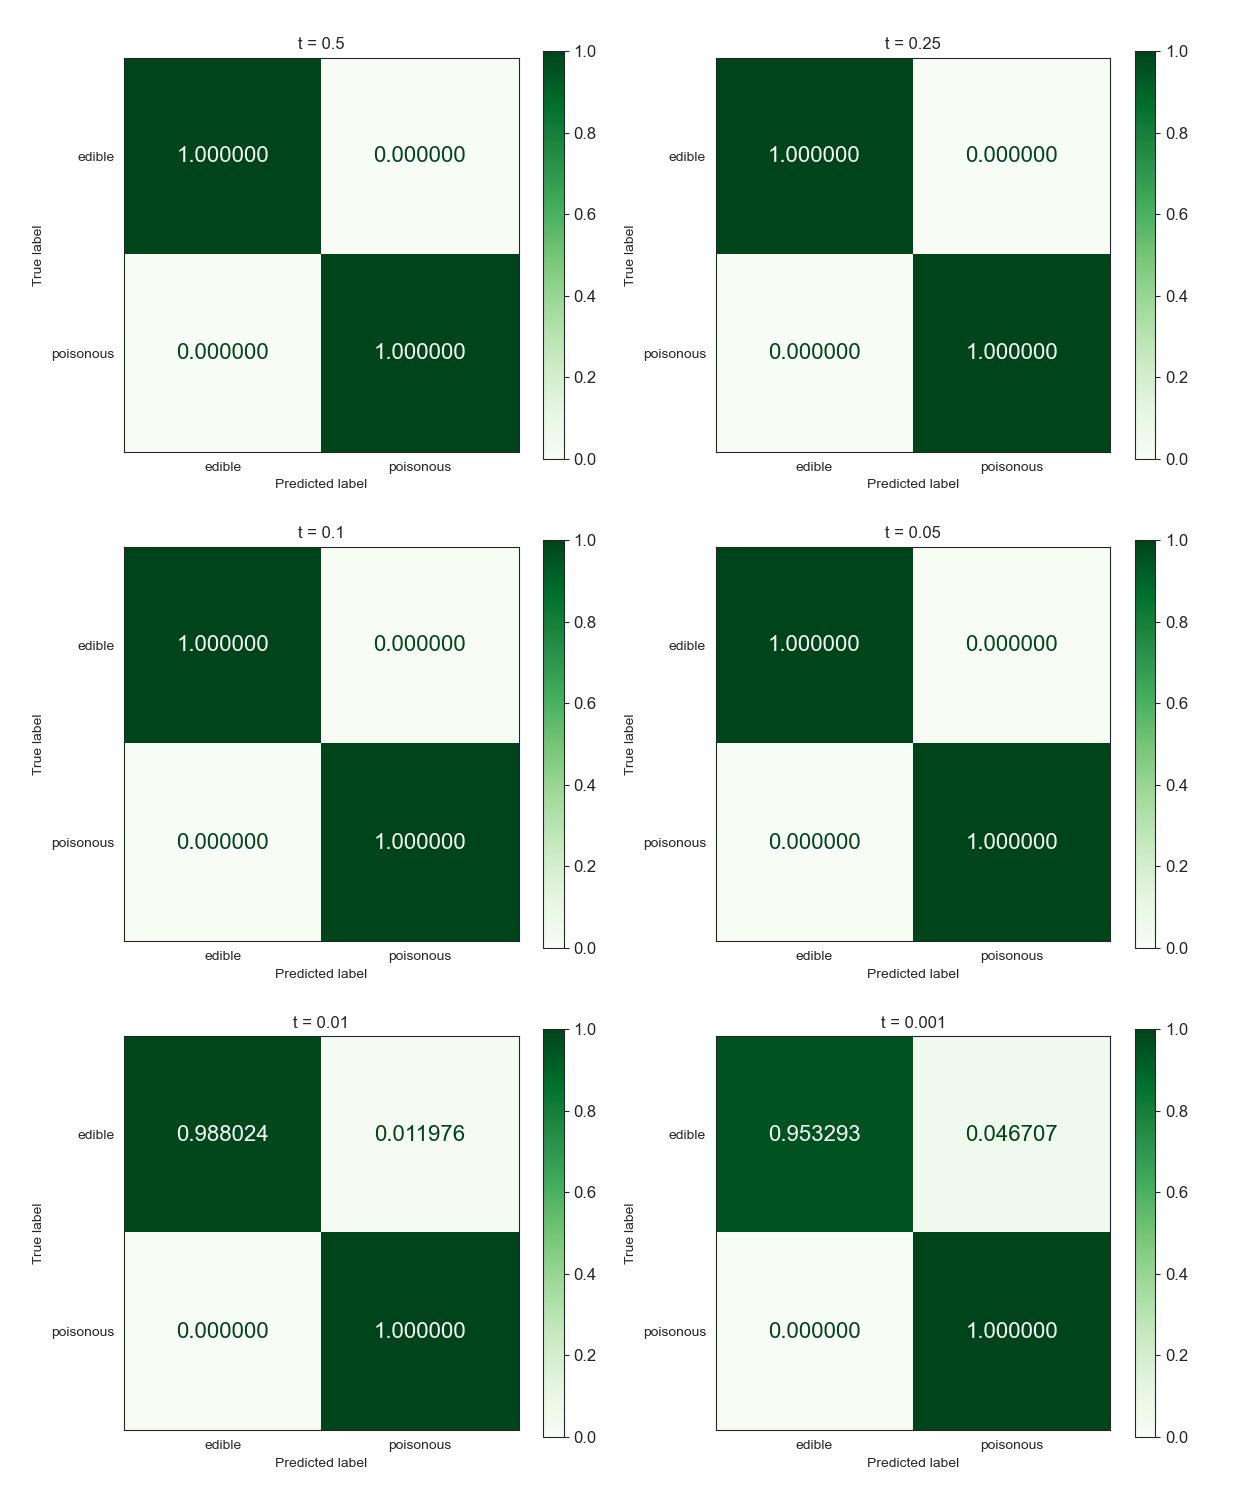 t = 0.5
1.0
0.8
0.6
0.4
0.2
0.0
True label
edible
poisonous
1.000000 0.000000
0.000000 1.000000
edible poisonous
Predicted label
t = 0.25
1.0
0.8
0.6
0.4
0.2
0.0
True label
edible
poisonous
1.000000 0.000000
0.000000 1.000000
edible poisonous
Predicted label
t = 0.1
1.0
0.8
0.6
0.4
0.2
0.0
True label
edible
poisonous
1.000000 0.000000
0.000000 1.000000
edible poisonous
Predicted label
t = 0.05
1.0
0.8
0.6
0.4
0.2
0.0
True label
edible
poisonous
1.000000 0.000000
0.000000 1.000000
edible poisonous
Predicted label
t = 0.01
1.0
0.8
0.6
0.4
0.2
0.0
True label
edible
poisonous
0.988024 0.011976
0.000000 1.000000
edible poisonous
Predicted label
t = 0.001
1.0
0.8
0.6
0.4
0.2
0.0
True label
edible
poisonous
0.953293 0.046707
0.000000 1.000000
edible poisonous
Predicted label